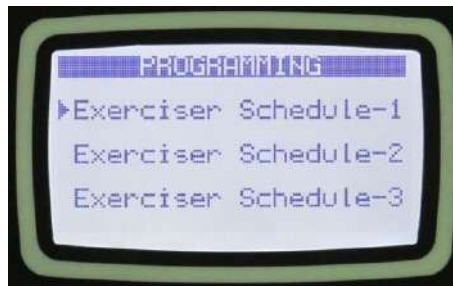 PROGRAMMING
Exerciser Schedule-1
Exerciser Schedule-2
Exerciser Schedule-3